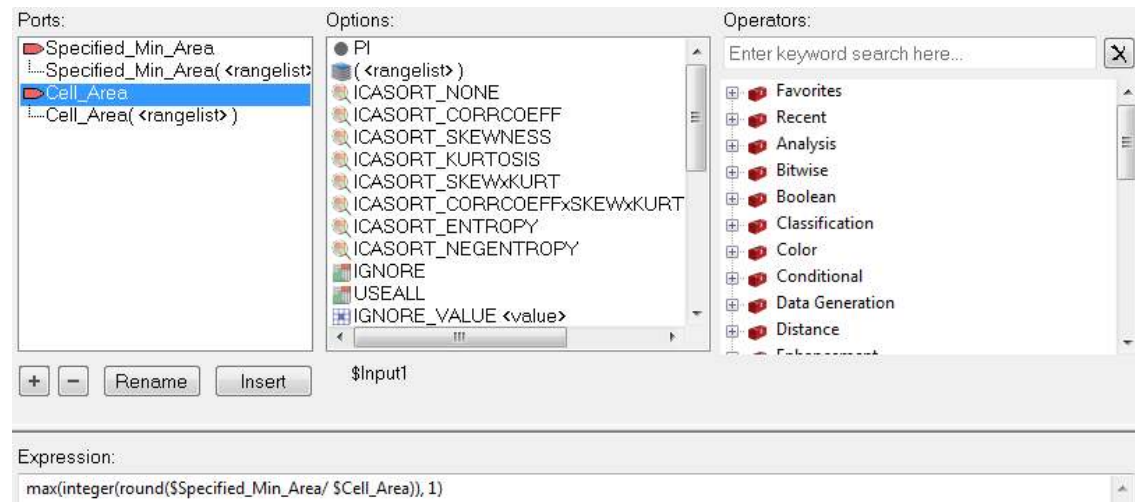 Ports:
Specified_Min_Area
Specified_Min_Area( <rangelist>
Cell_Area
Cell_Area( <rangelist> )
+ − Rename Insert
Options:
PI
( <rangelist> )
ICASORT_NONE
ICASORT_CORRCOEFF
ICASORT_SKEWNESS
ICASORT_KURTOSIS
ICASORT_SKEWxKURT
ICASORT_CORRCOEFFxSKEWxKURT
ICASORT_ENTROPY
ICASORT_NEGENTROPY
IGNORE
USEALL
IGNORE_VALUE <value>
$Input1
Operators:
Enter keyword search here...
Favorites
Recent
Analysis
Bitwise
Boolean
Classification
Color
Conditional
Data Generation
Distance
Expression:
max(integer(round($Specified_Min_Area/ $Cell_Area)), 1)